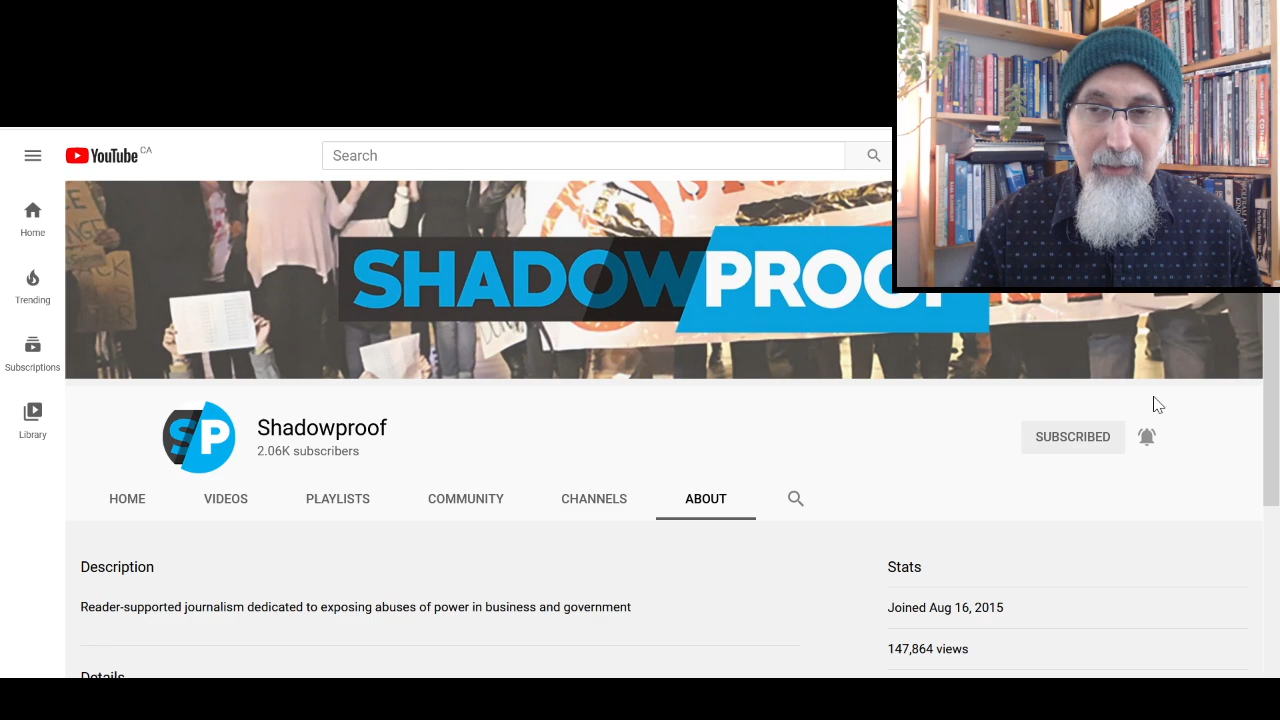 YouTube CA
Search
Home
Trending
Subscriptions
Library
SHADOWPROOF
SP
Shadowproof
2.06K subscribers
SUBSCRIBED
HOME VIDEOS PLAYLISTS COMMUNITY CHANNELS ABOUT
Description
Reader-supported journalism dedicated to exposing abuses of power in business and government
Details
Stats
Joined Aug 16, 2015
147,864 views